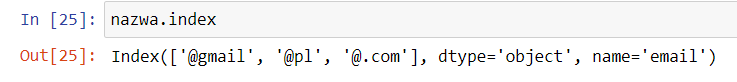 In [25]: nazwa.index
Out[25]: Index(['@gmail', '@pl', '@.com'], dtype='object', name='email')